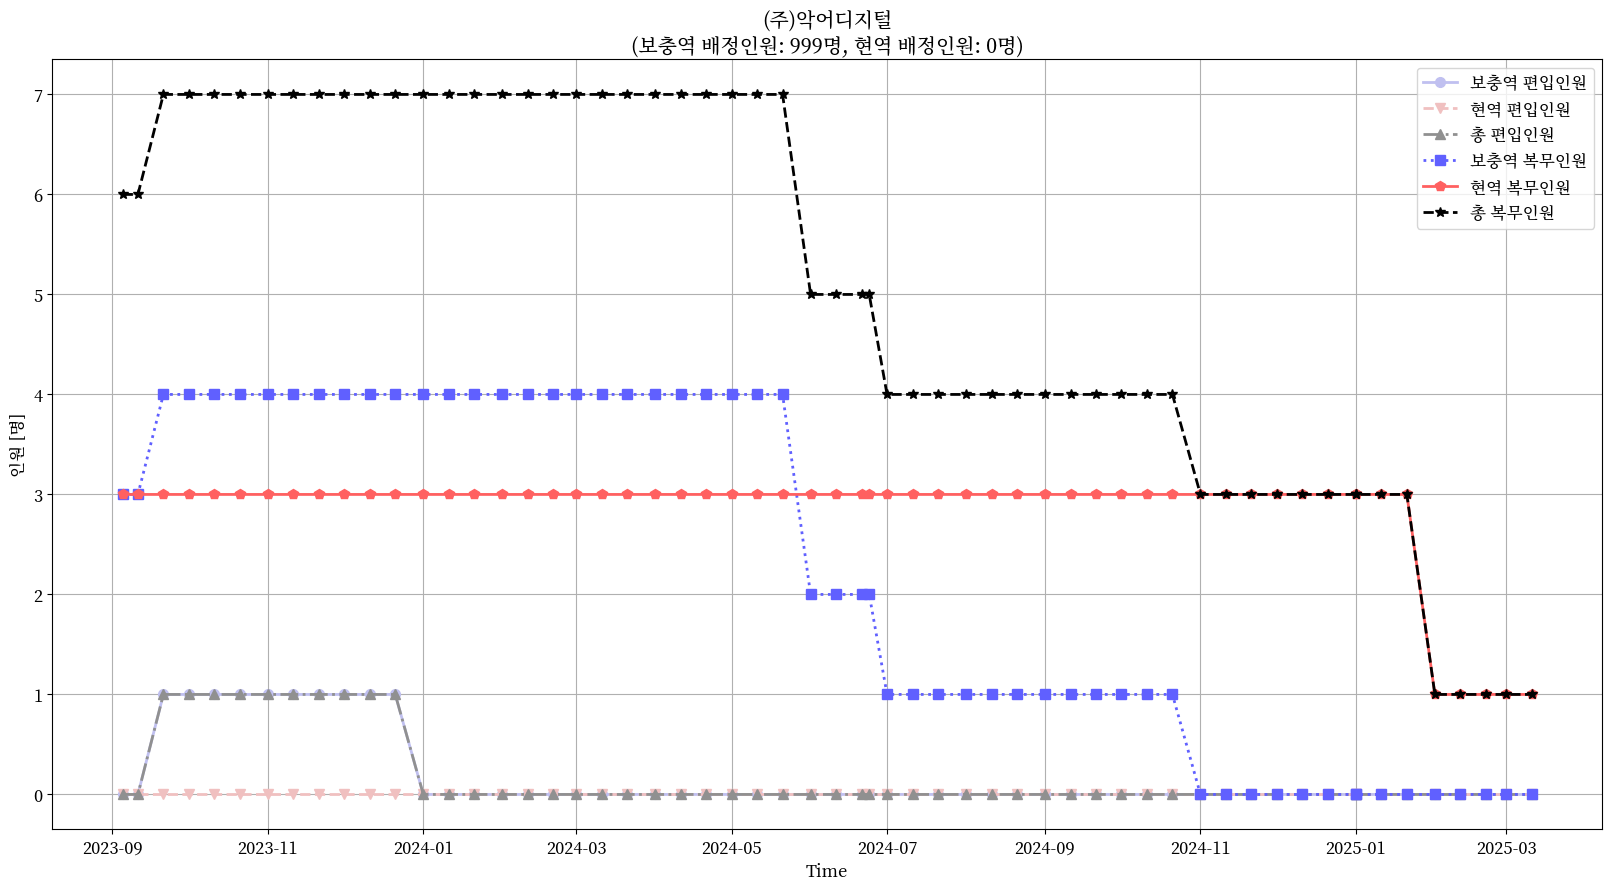 (주)악어디지털
(보충역 배정인원: 999명, 현역 배정인원: 0명)
보충역 편입인원
현역 편입인원
총 편입인원
보충역 복무인원
현역 복무인원
총 복무인원
7
6
5
4
3
2
1
0
인원 [명]
2023-09 2023-11 2024-01 2024-03 2024-05 2024-07 2024-09 2024-11 2025-01 2025-03
Time